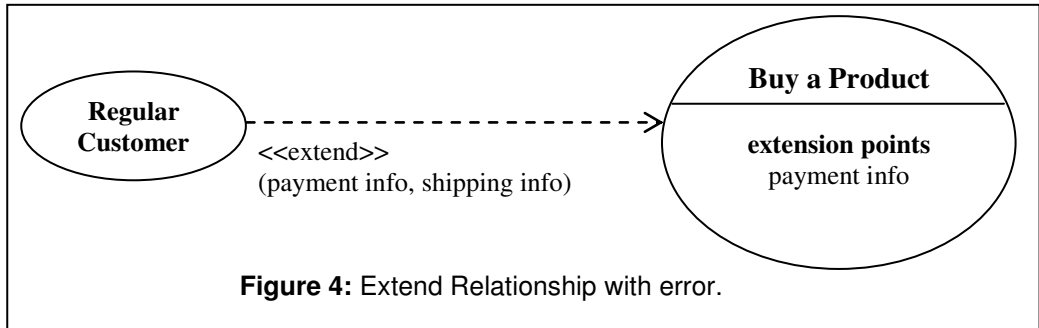 Regular
Customer
<<extend>>
(payment info, shipping info)
Buy a Product
extension points
payment info
Figure 4: Extend Relationship with error.